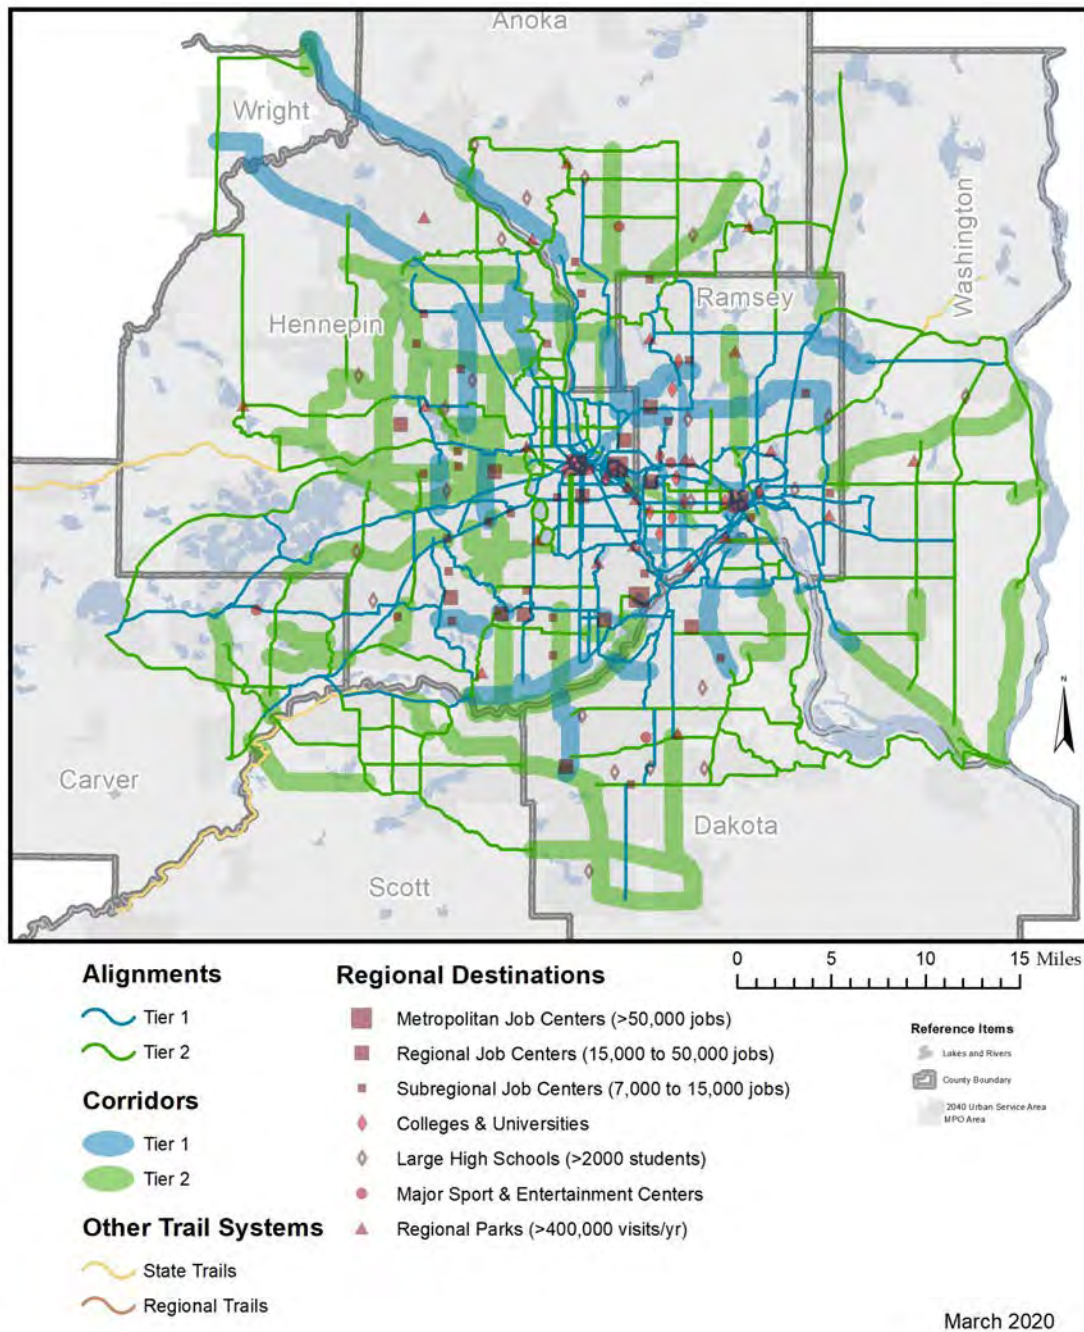 Anoka
Wright
Washington
Ramsey
Hennepin
Carver
Dakota
Scott
N
0 5 10 15 Miles
Alignments
Tier 1
Tier 2
Corridors
Tier 1
Tier 2
Other Trail Systems
State Trails
Regional Trails
Regional Destinations
Metropolitan Job Centers (>50,000 jobs)
Regional Job Centers (15,000 to 50,000 jobs)
Subregional Job Centers (7,000 to 15,000 jobs)
Colleges & Universities
Large High Schools (>2000 students)
Major Sport & Entertainment Centers
Regional Parks (>400,000 visits/yr)
Reference Items
Lakes and Rivers
County Boundary
2040 Urban Service Area
MPO Area
March 2020